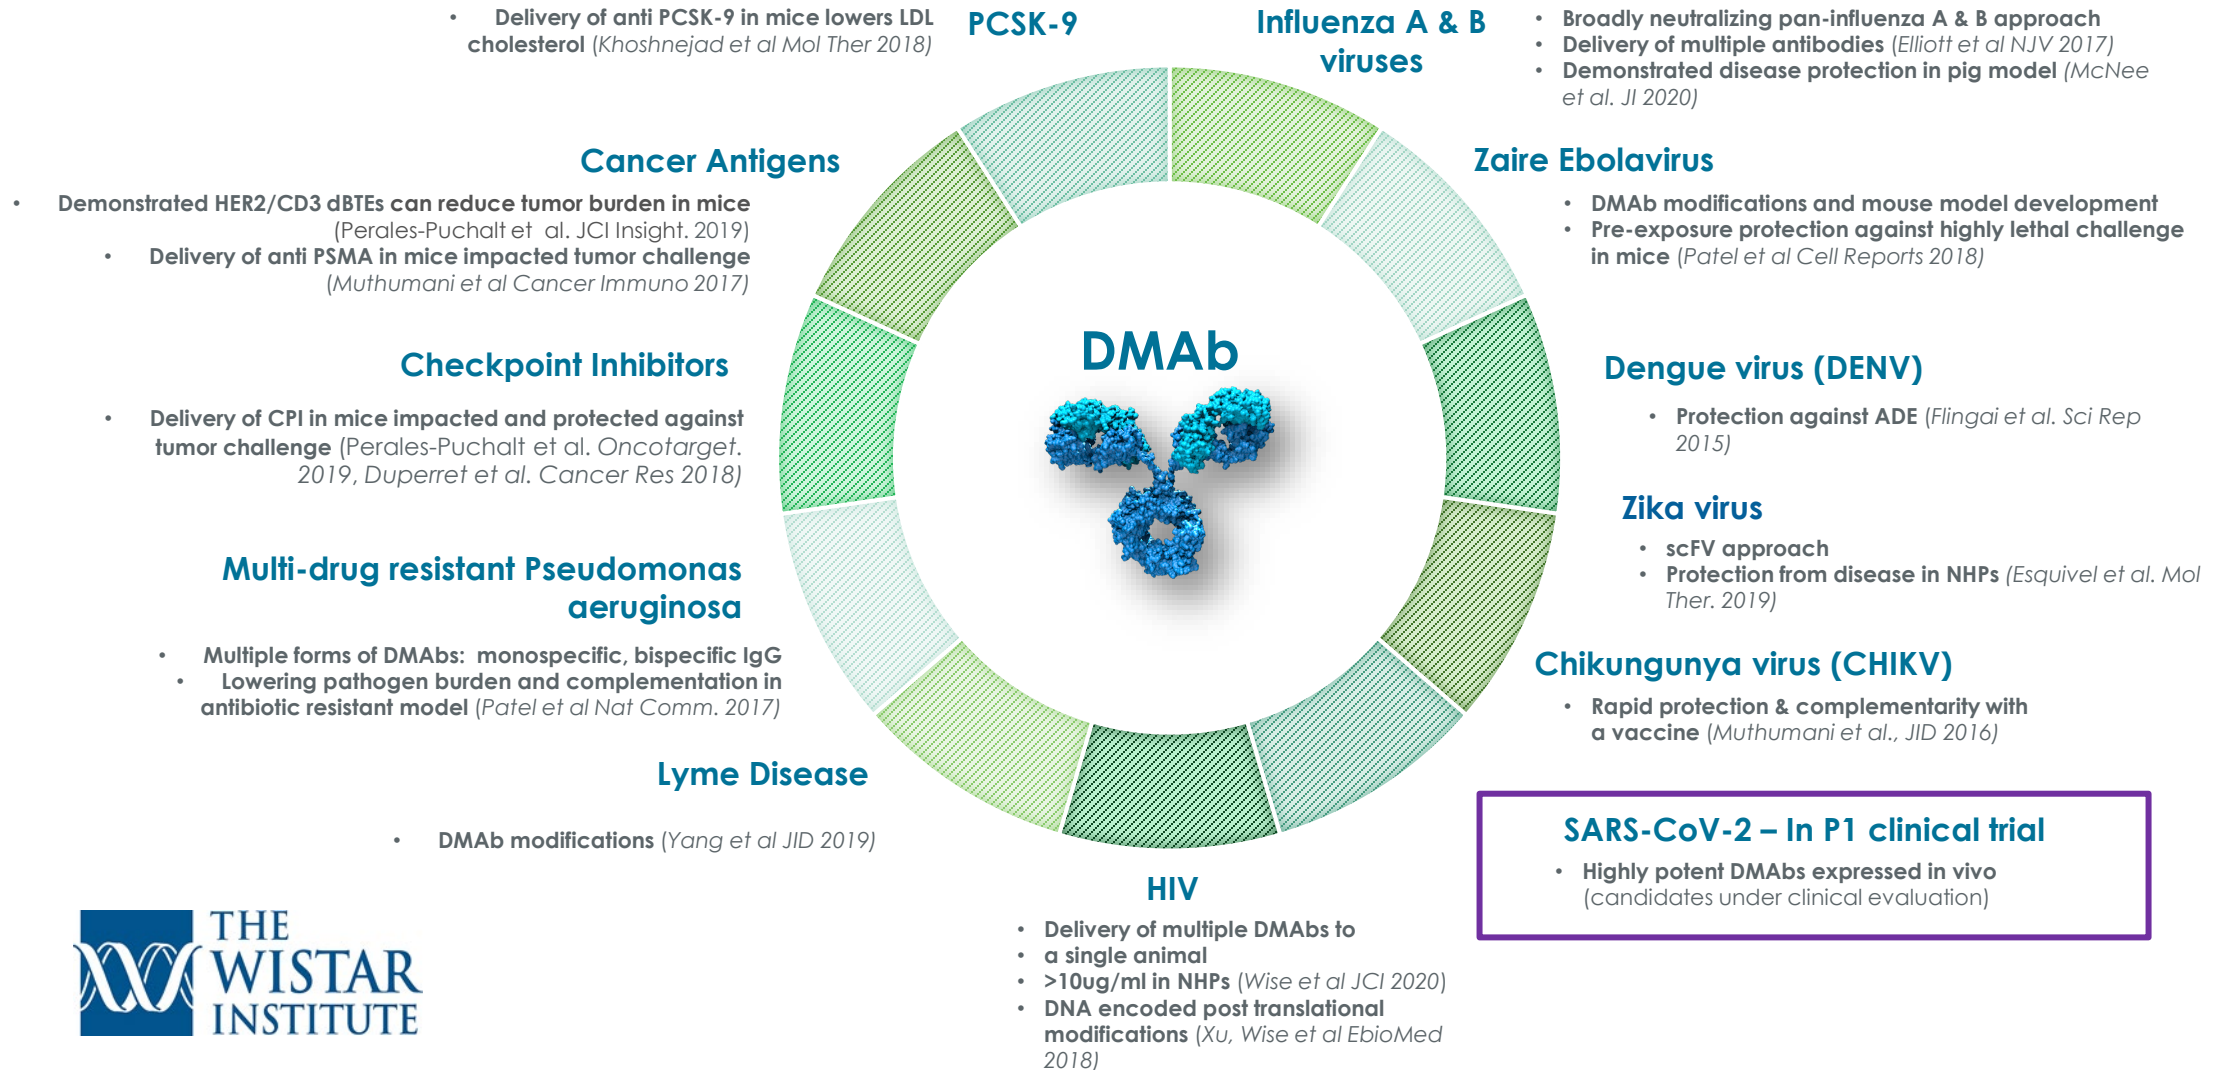 PCSK-9
• Delivery of anti PCSK-9 in mice lowers LDL
cholesterol (Khoshnejad et al Mol Ther 2018)
Influenza A & B
viruses
• Broadly neutralizing pan-influenza A & B approach
• Delivery of multiple antibodies (Elliott et al NJV 2017)
• Demonstrated disease protection in pig model (McNee
et al. JI 2020)
Cancer Antigens
• Demonstrated HER2/CD3 dBTEs can reduce tumor burden in mice
(Perales-Puchalt et al. JCI Insight. 2019)
• Delivery of anti PSMA in mice impacted tumor challenge
(Muthumani et al Cancer Immuno 2017)
Zaire Ebolavirus
• DMAb modifications and mouse model development
• Pre-exposure protection against highly lethal challenge
in mice (Patel et al Cell Reports 2018)
DMAb
Checkpoint Inhibitors
• Delivery of CPI in mice impacted and protected against
tumor challenge (Perales-Puchalt et al. Oncotarget.
2019, Duperret et al. Cancer Res 2018)
Dengue virus (DENV)
• Protection against ADE (Flingai et al. Sci Rep
2015)
Zika virus
• scFV approach
• Protection from disease in NHPs (Esquivel et al. Mol
Ther. 2019)
Multi-drug resistant Pseudomonas
aeruginosa
• Multiple forms of DMAbs: monospecific, bispecific IgG
• Lowering pathogen burden and complementation in
antibiotic resistant model (Patel et al Nat Comm. 2017)
Chikungunya virus (CHIKV)
• Rapid protection & complementarity with
a vaccine (Muthumani et al., JID 2016)
Lyme Disease
• DMAb modifications (Yang et al JID 2019)
SARS-CoV-2 – In P1 clinical trial
• Highly potent DMAbs expressed in vivo
(candidates under clinical evaluation)
HIV
• Delivery of multiple DMAbs to
• a single animal
• >10ug/ml in NHPs (Wise et al JCI 2020)
• DNA encoded post translational
modifications (Xu, Wise et al EbioMed
2018)
THE
WISTAR
INSTITUTE